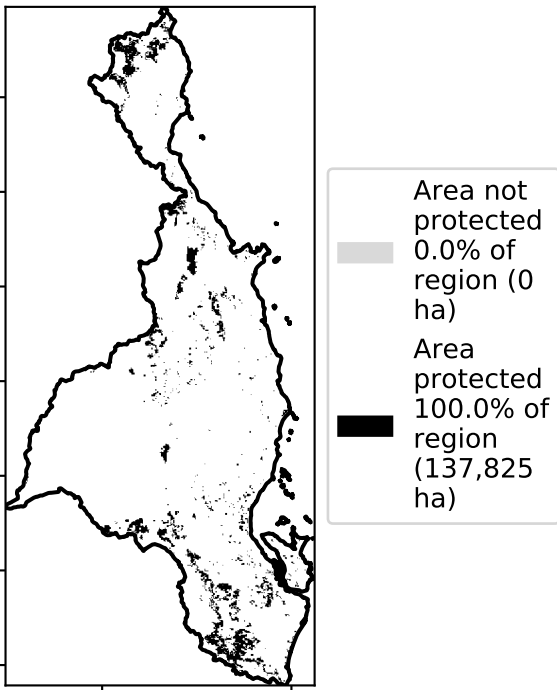 Area not
protected
0.0% of
region (0
ha)
Area
protected
100.0% of
region
(137,825
ha)